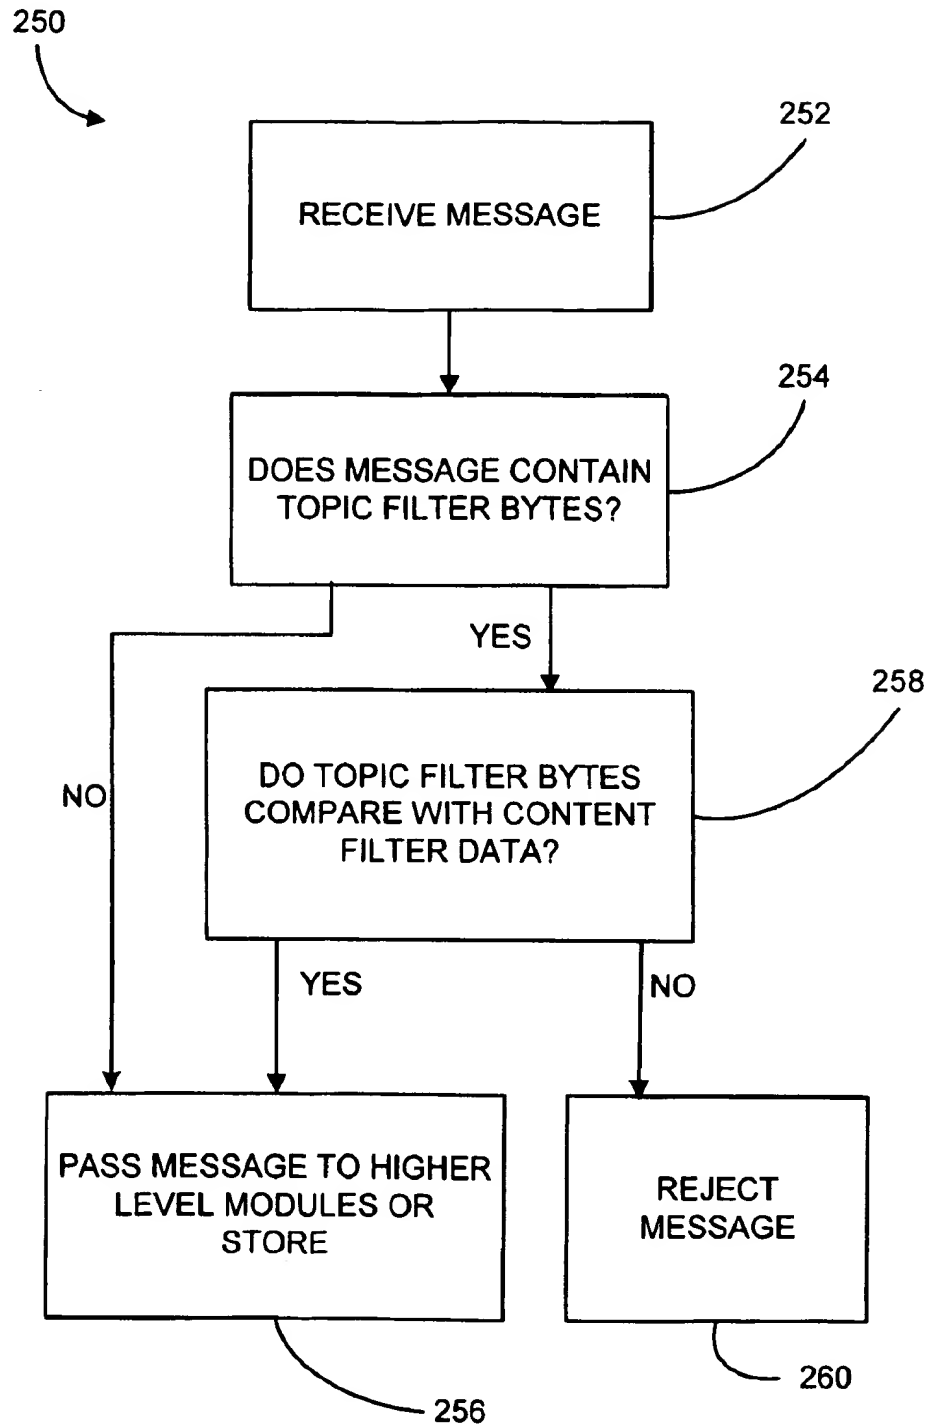 250
252
RECEIVE MESSAGE
254
DOES MESSAGE CONTAIN
TOPIC FILTER BYTES?
YES
258
DO TOPIC FILTER BYTES
COMPARE WITH CONTENT
FILTER DATA?
NO
YES
NO
PASS MESSAGE TO HIGHER
LEVEL MODULES OR
STORE
REJECT
MESSAGE
260
256